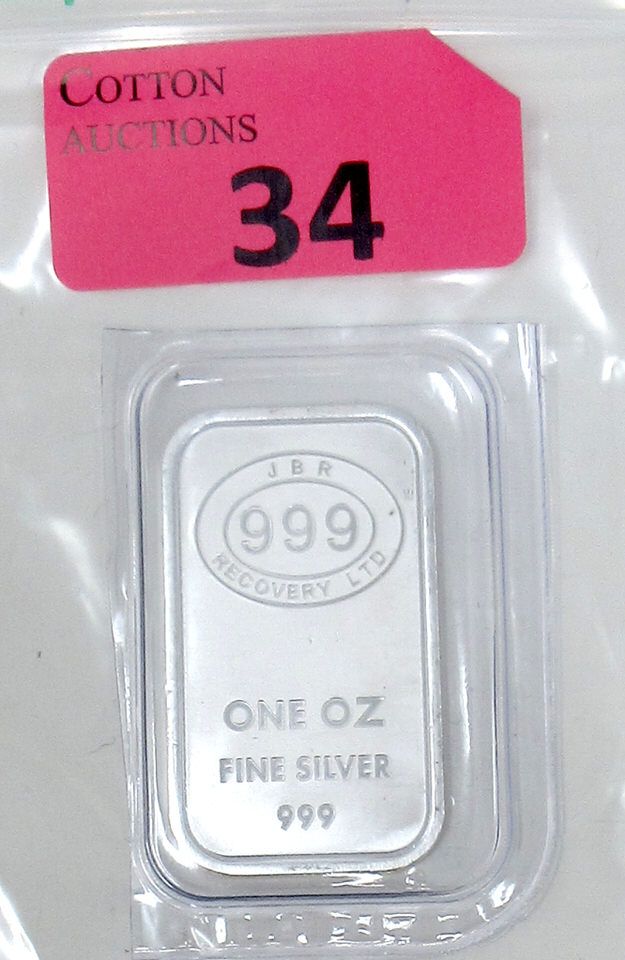 COTTON
AUCTIONS
34
JBR
999
RECOVERY LTD
ONE OZ
FINE SILVER
999